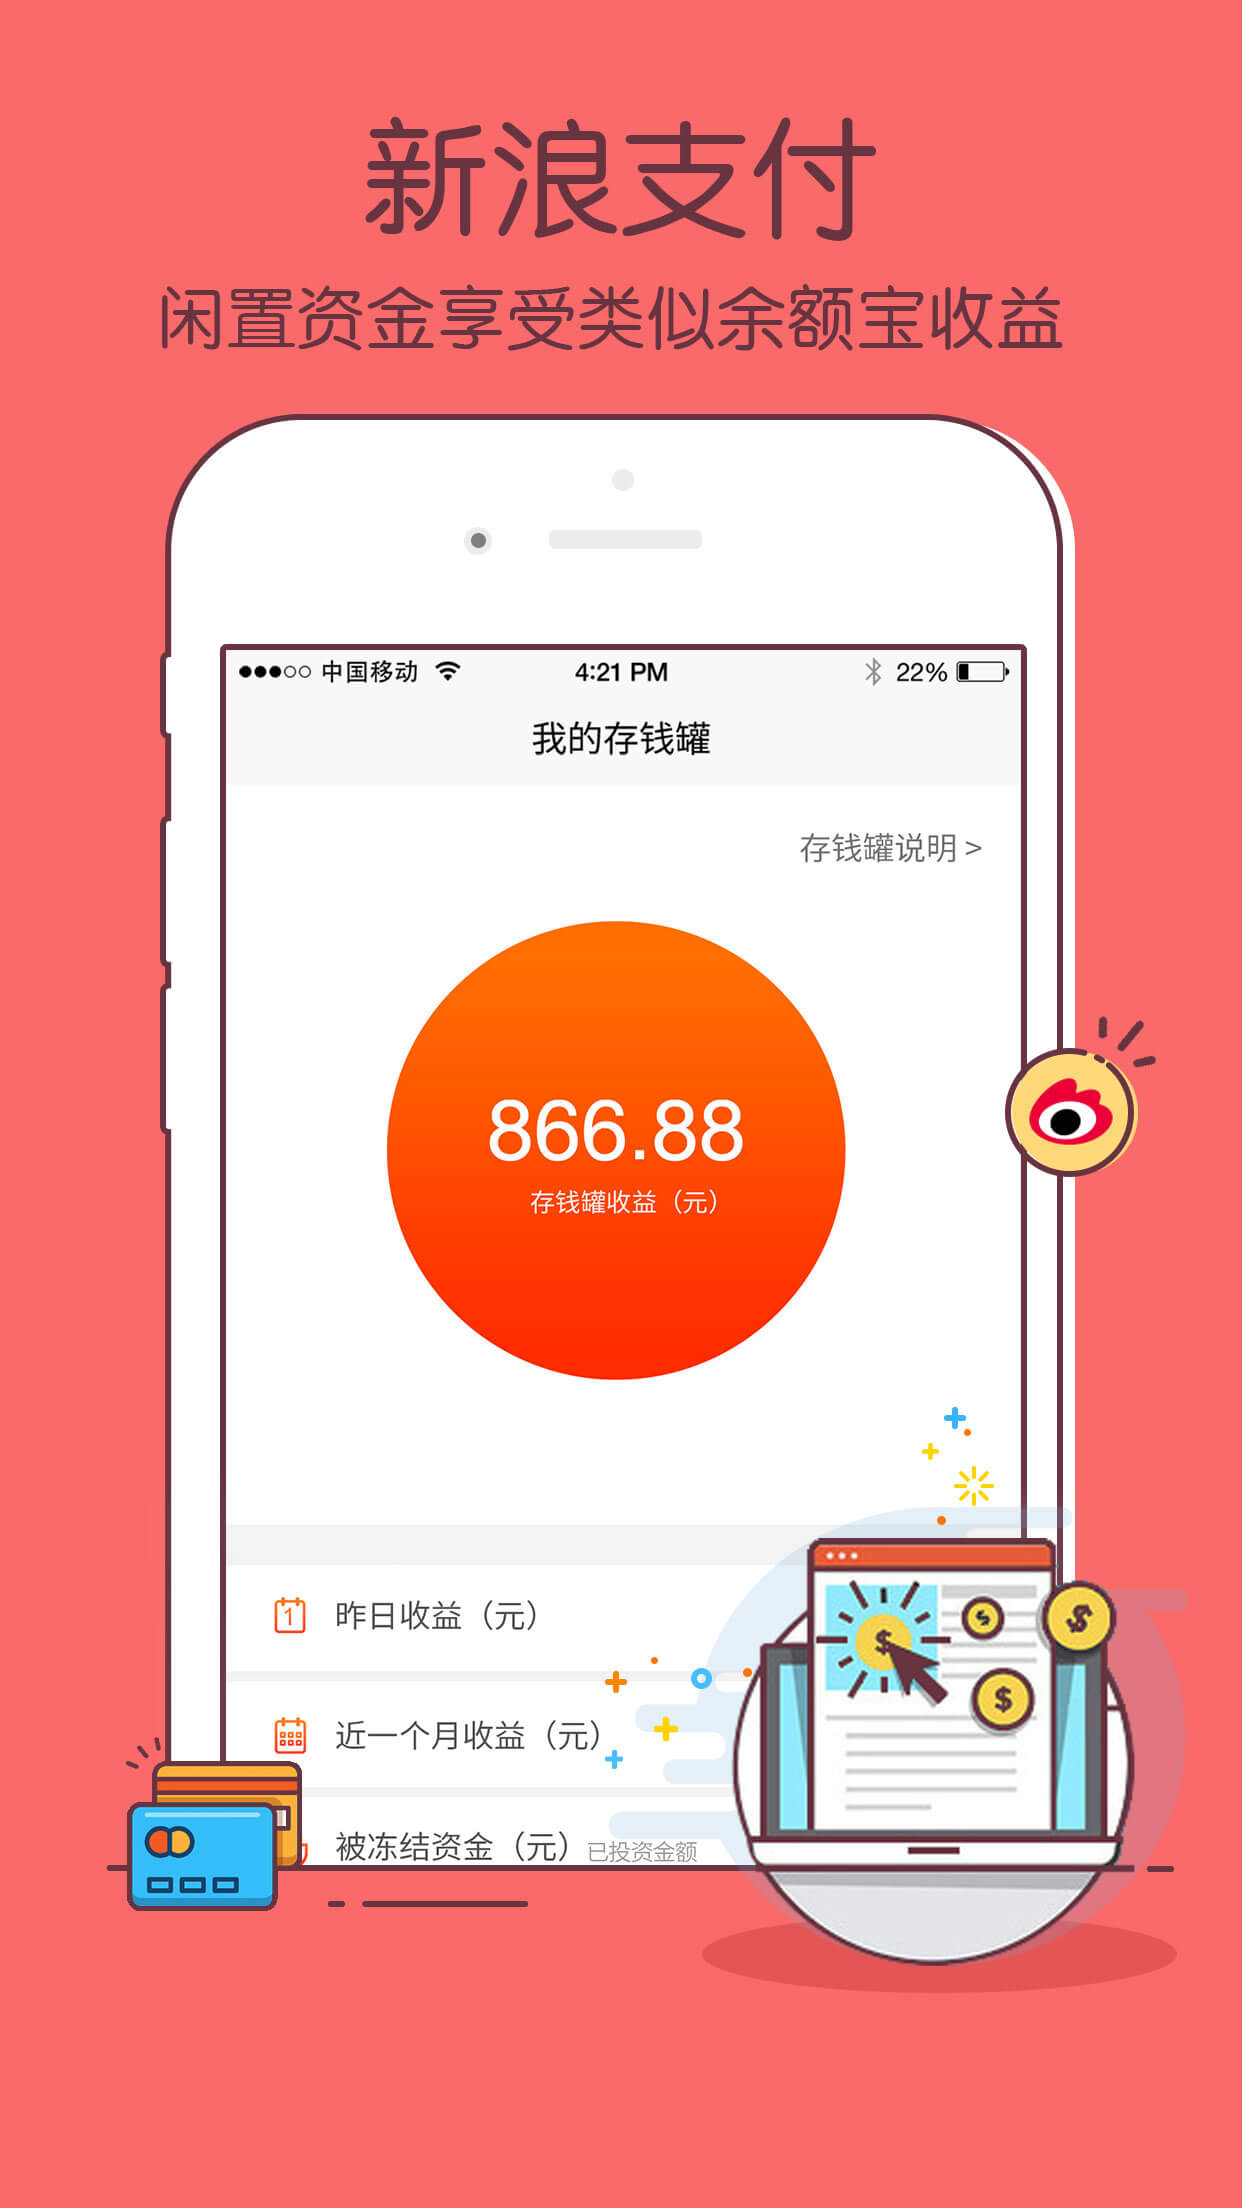 新浪支付
闲置资金享受类似余额宝收益
中国移动 4:21 PM 22%
我的存钱罐
存钱罐说明 >
866.88
存钱罐收益（元）
1 昨日收益（元）
近一个月收益（元）
被冻结资金（元）已投资金额
$ $ $ $